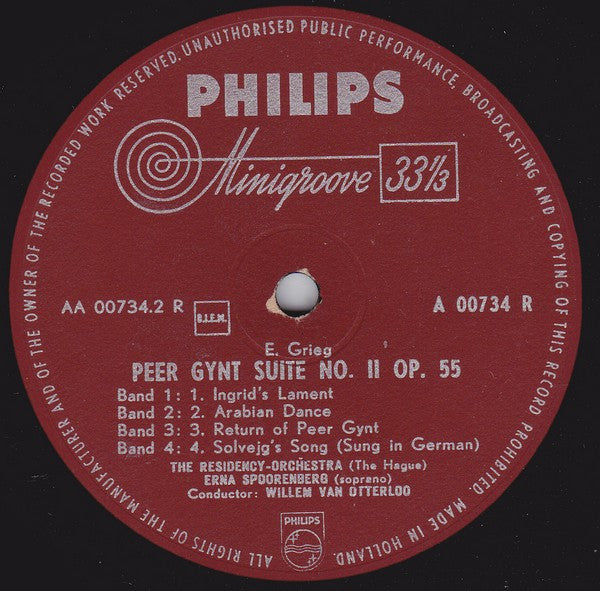 ALL RIGHTS OF THE MANUFACTURER AND OF THE OWNER OF THE RECORDED WORK RESERVED. UNAUTHORISED PUBLIC PERFORMANCE, BROADCASTING AND COPYING OF THIS RECORD PROHIBITED. MADE IN HOLLAND.
PHILIPS
Minigroove 33⅓
AA 00734.2 R B.I.E.M. A 00734 R
E. Grieg
PEER GYNT SUITE NO. II OP. 55
Band 1: 1. Ingrid's Lament
Band 2: 2. Arabian Dance
Band 3: 3. Return of Peer Gynt
Band 4: 4. Solvejg's Song (Sung in German)
THE RESIDENCY-ORCHESTRA (The Hague)
ERNA SPOORENBERG (soprano)
Conductor: WILLEM VAN OTTERLOO
PHILIPS